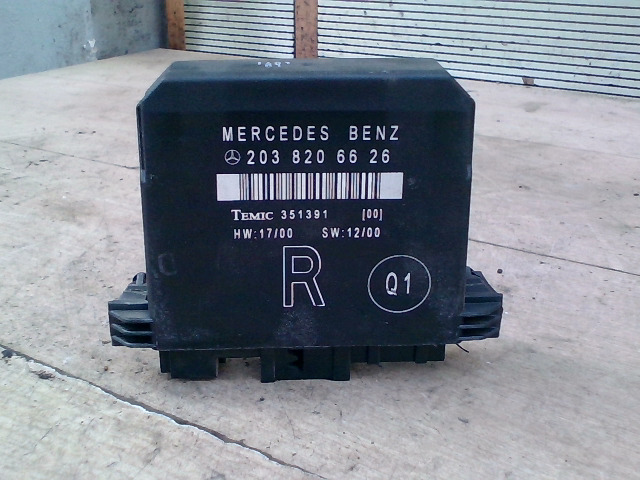 MERCEDES BENZ
203 820 66 26
TEMIC 351391 [00]
HW:17/00 SW:12/00
R
Q1